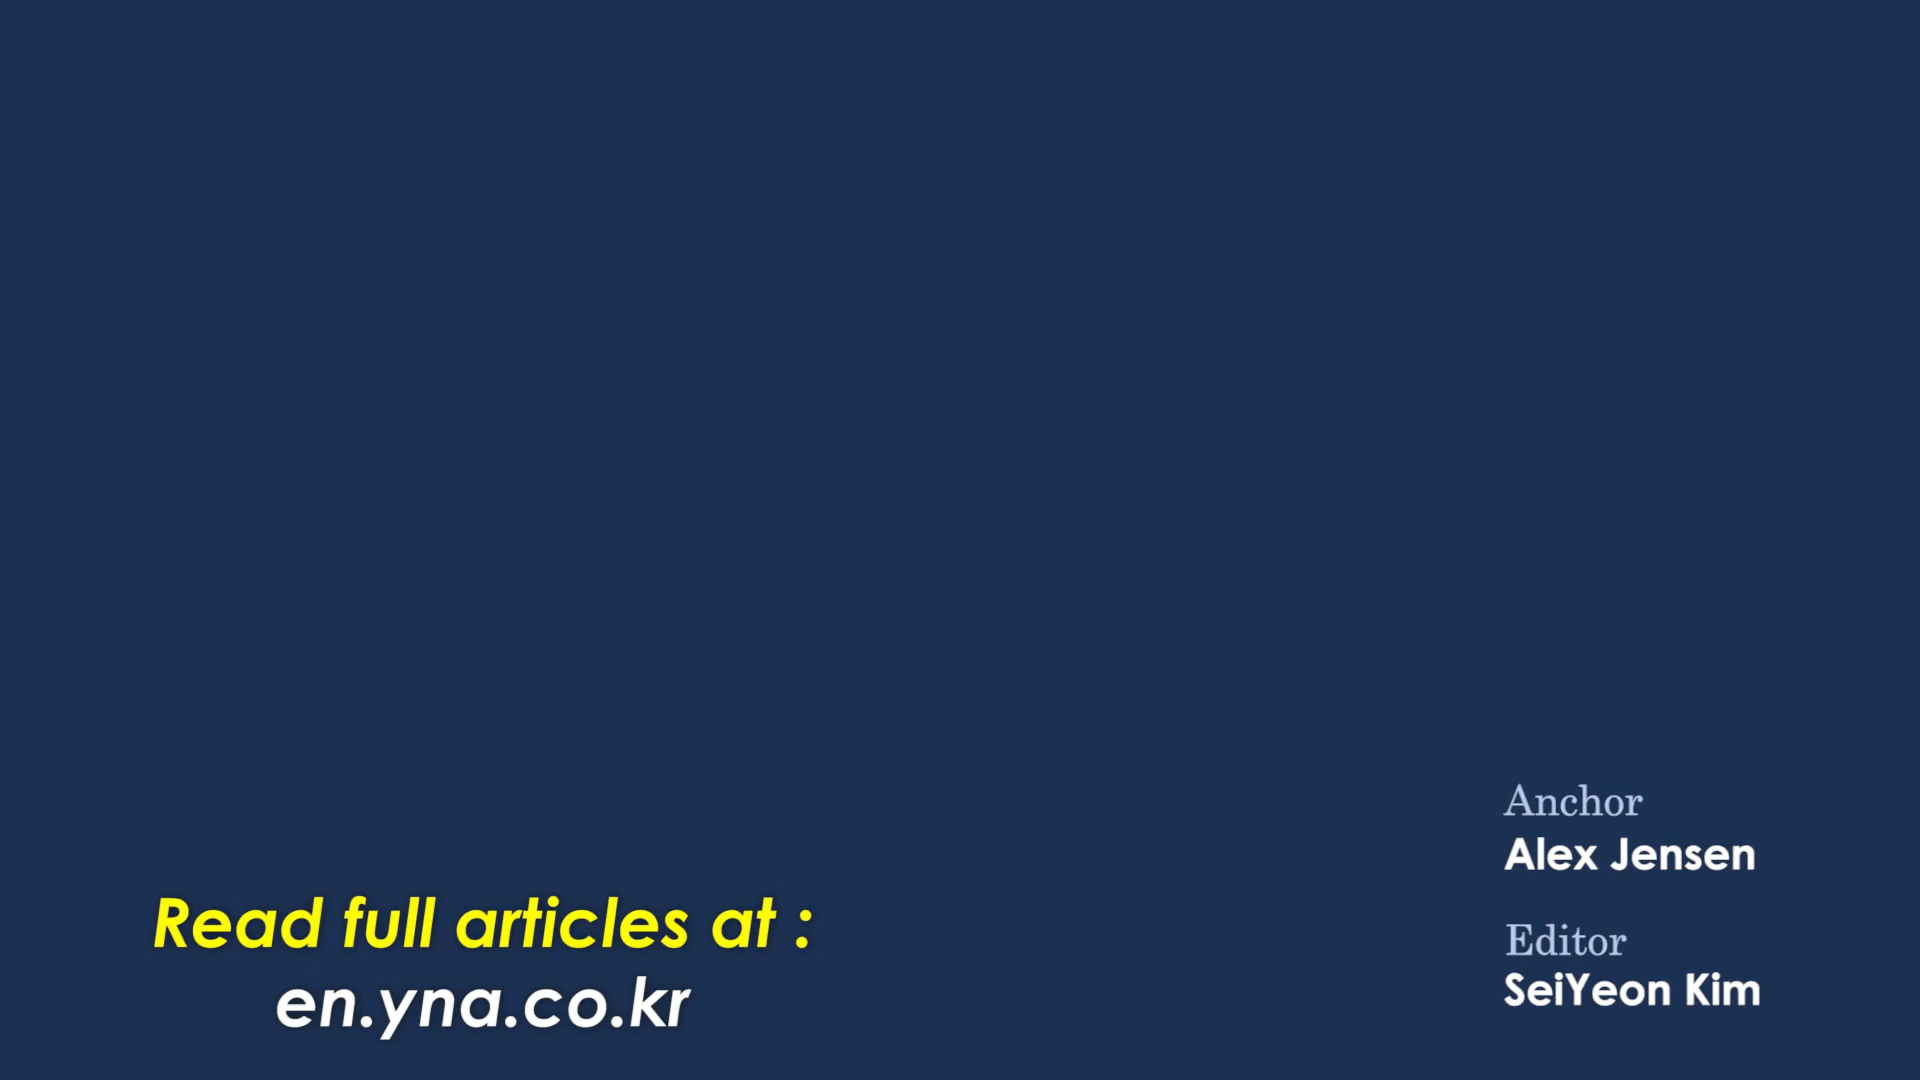 Read full articles at :
en.yna.co.kr
Anchor
Alex Jensen
Editor
SeiYeon Kim